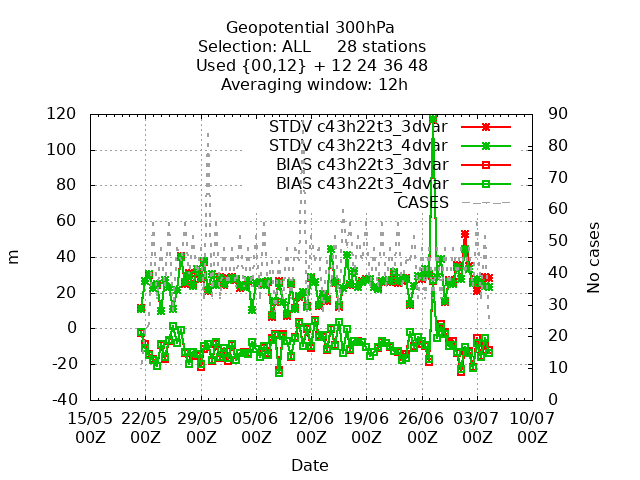 Geopotential 300hPa
Selection: ALL 28 stations
Used {00,12} + 12 24 36 48
Averaging window: 12h
120 90
STDV c43h22t3_3dvar
100 80
STDV c43h22t3_4dvar
BIAS c43h22t3_3dvar
80 70
BIAS c43h22t3_4dvar
CASES
60 60
50
40 40
20 30
0 20
-20 10
-40 0
m
No cases
15/05 22/05 29/05 05/06 12/06 19/06 26/06 03/07 10/07
00Z 00Z 00Z 00Z 00Z 00Z 00Z 00Z 00Z
Date